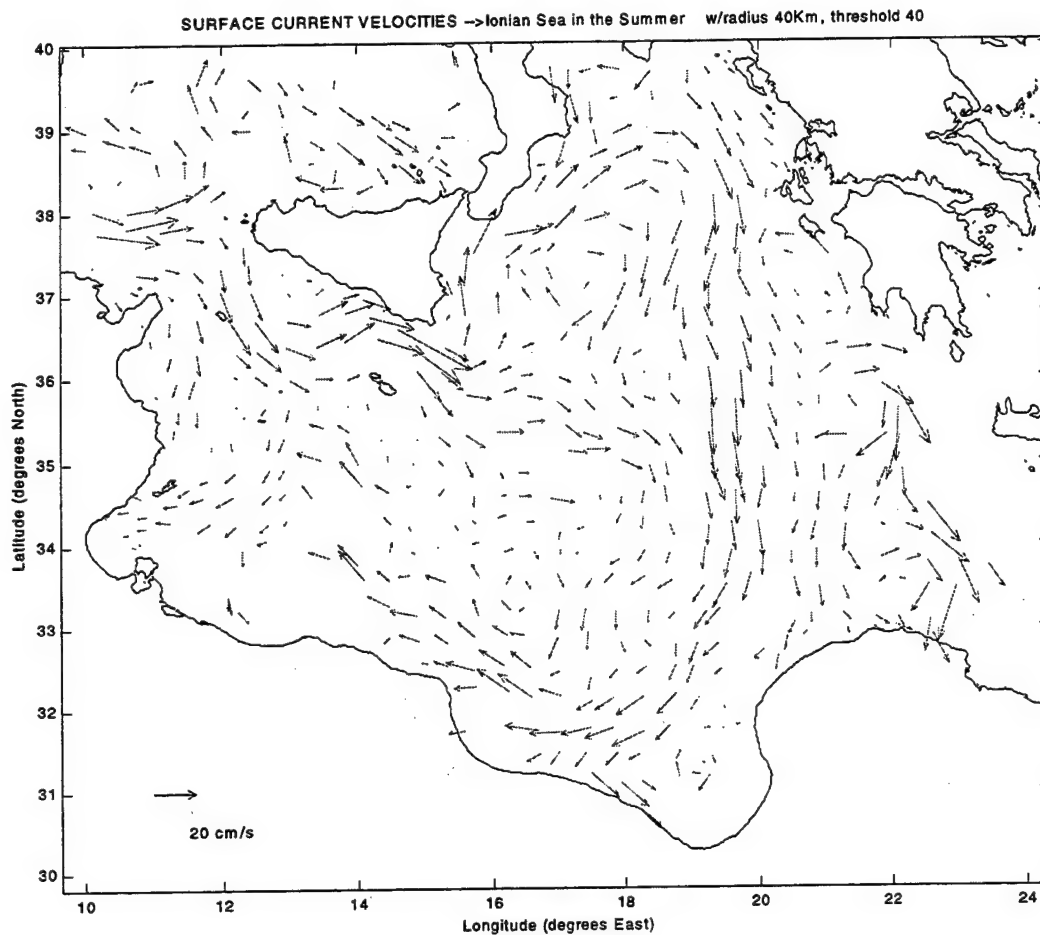 SURFACE CURRENT VELOCITIES -->Ionian Sea in the Summer w/radius 40Km, threshold 40
40
39
38
37
36
35
34
33
32
31
30
Latitude (degrees North)
20 cm/s
10 12 14 16 18 20 22 24
Longitude (degrees East)